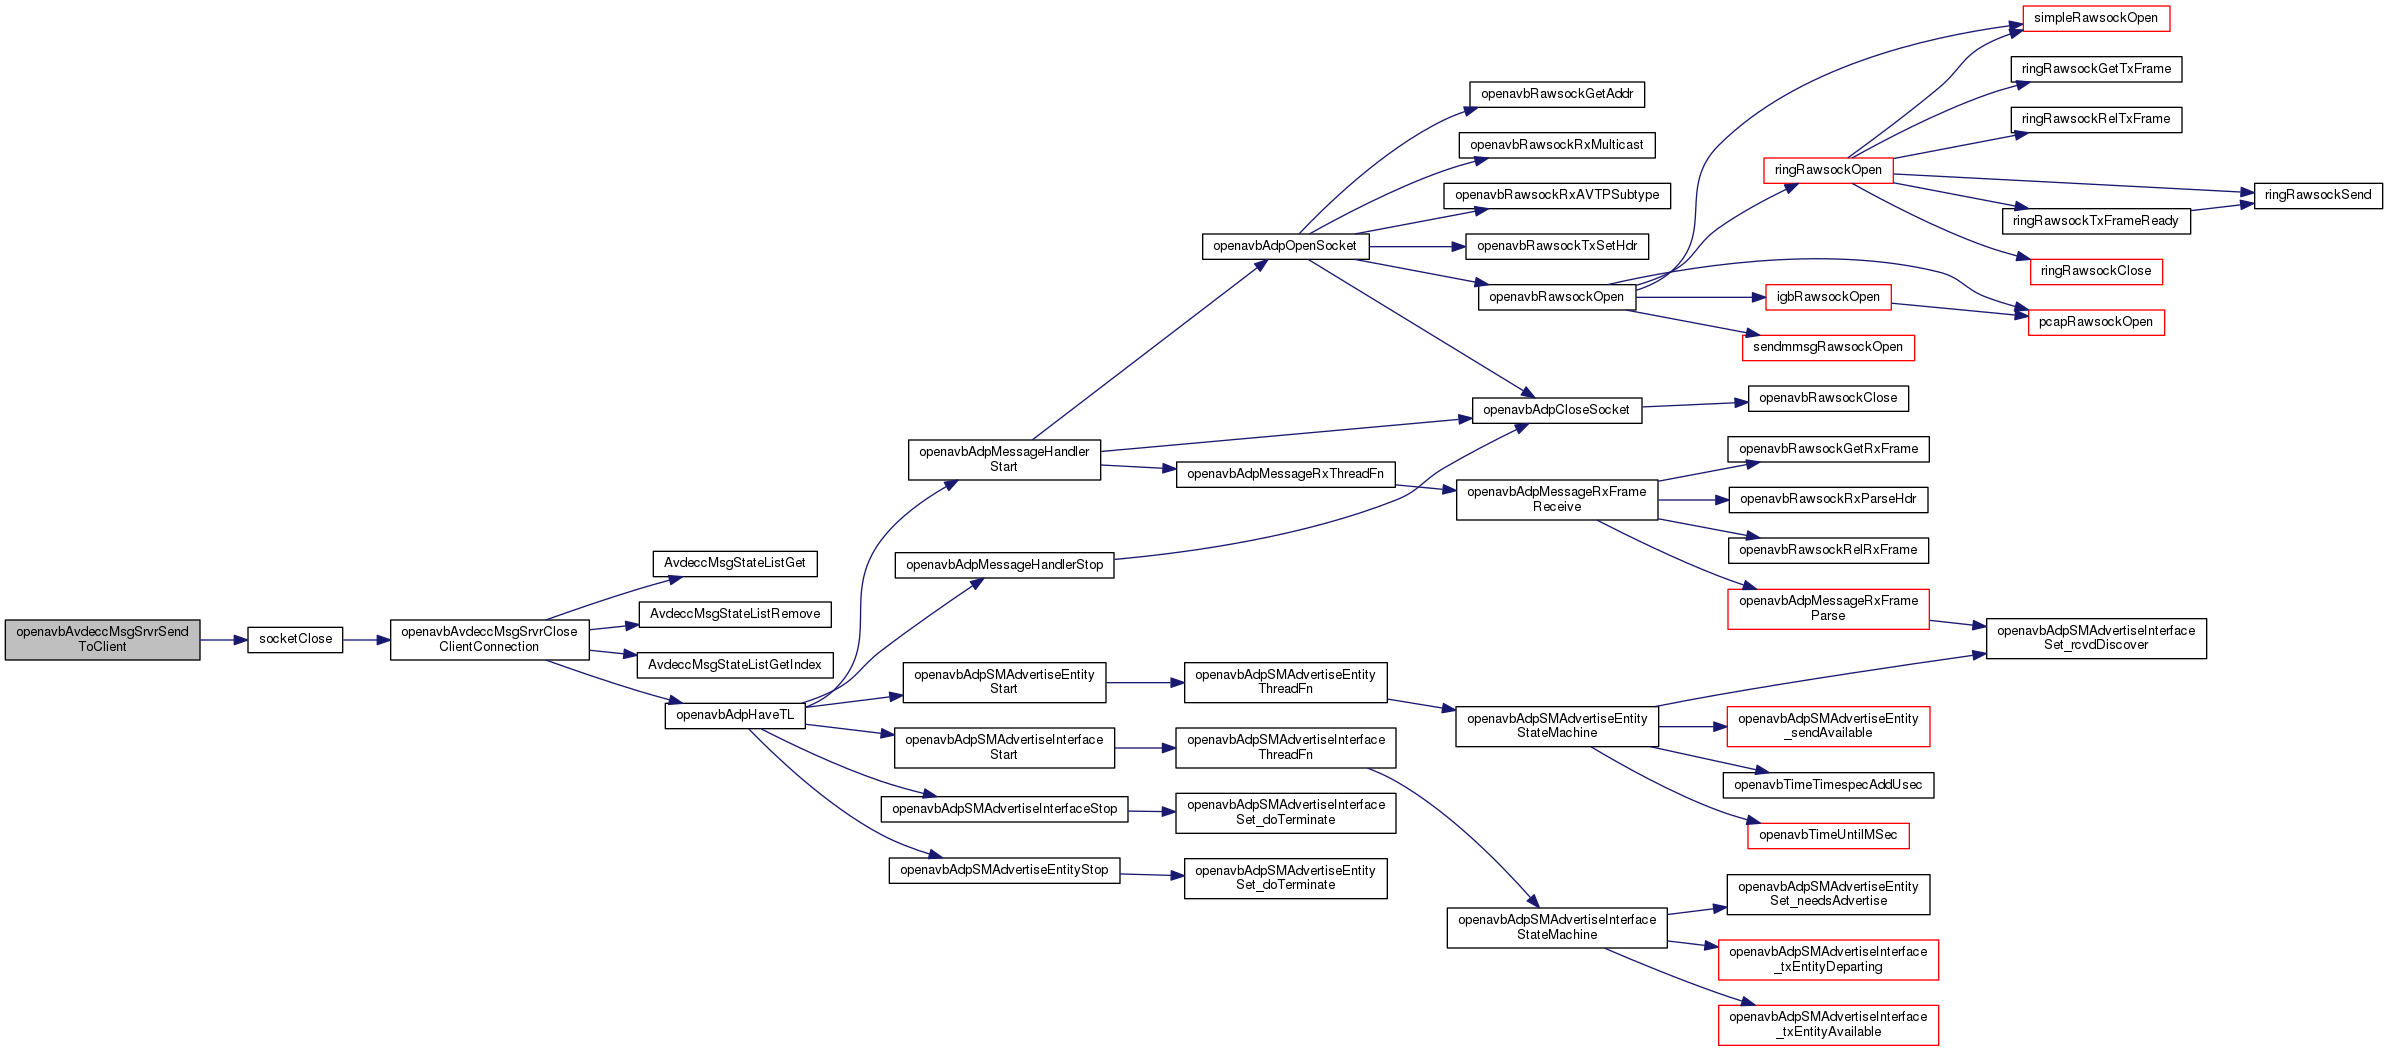 openavbAvdeccMsgSrvrSend
ToClient
socketClose
openavbAvdeccMsgSrvrClose
ClientConnection
AvdeccMsgStateListGet
AvdeccMsgStateListRemove
AvdeccMsgStateListGetIndex
openavbAdpHaveTL
openavbAdpMessageHandler
Start
openavbAdpMessageHandlerStop
openavbAdpSMAdvertiseEntity
Start
openavbAdpSMAdvertiseInterface
Start
openavbAdpSMAdvertiseInterfaceStop
openavbAdpSMAdvertiseEntityStop
openavbAdpOpenSocket
openavbAdpMessageRxThreadFn
openavbAdpSMAdvertiseEntity
ThreadFn
openavbAdpSMAdvertiseInterface
ThreadFn
openavbAdpSMAdvertiseInterface
Set_doTerminate
openavbAdpSMAdvertiseEntity
Set_doTerminate
openavbRawsockGetAddr
openavbRawsockRxMulticast
openavbRawsockRxAVTPSubtype
openavbRawsockTxSetHdr
openavbRawsockOpen
openavbAdpCloseSocket
openavbAdpMessageRxFrame
Receive
openavbAdpSMAdvertiseEntity
StateMachine
openavbAdpSMAdvertiseInterface
StateMachine
ringRawsockOpen
igbRawsockOpen
sendmmsgRawsockOpen
openavbRawsockClose
openavbRawsockGetRxFrame
openavbRawsockRxParseHdr
openavbRawsockRelRxFrame
openavbAdpMessageRxFrame
Parse
openavbAdpSMAdvertiseEntity
_sendAvailable
openavbTimeTimespecAddUsec
openavbTimeUntilMSec
openavbAdpSMAdvertiseEntity
Set_needsAdvertise
openavbAdpSMAdvertiseInterface
_txEntityDeparting
openavbAdpSMAdvertiseInterface
_txEntityAvailable
simpleRawsockOpen
ringRawsockGetTxFrame
ringRawsockRelTxFrame
ringRawsockTxFrameReady
ringRawsockClose
pcapRawsockOpen
openavbAdpSMAdvertiseInterface
Set_rcvdDiscover
ringRawsockSend